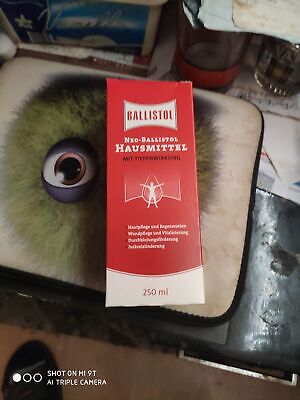 BALLISTOL
NEO-BALLISTOL
HAUSMITTEL
MIT TIEFENWIRKUNG
Hautpflege und Regeneration
Wundpflege und Vitalisierung
Durchblutungsförderung
Juckreizlinderung
250 ml
SHOT ON MI 9T
AI TRIPLE CAMERA